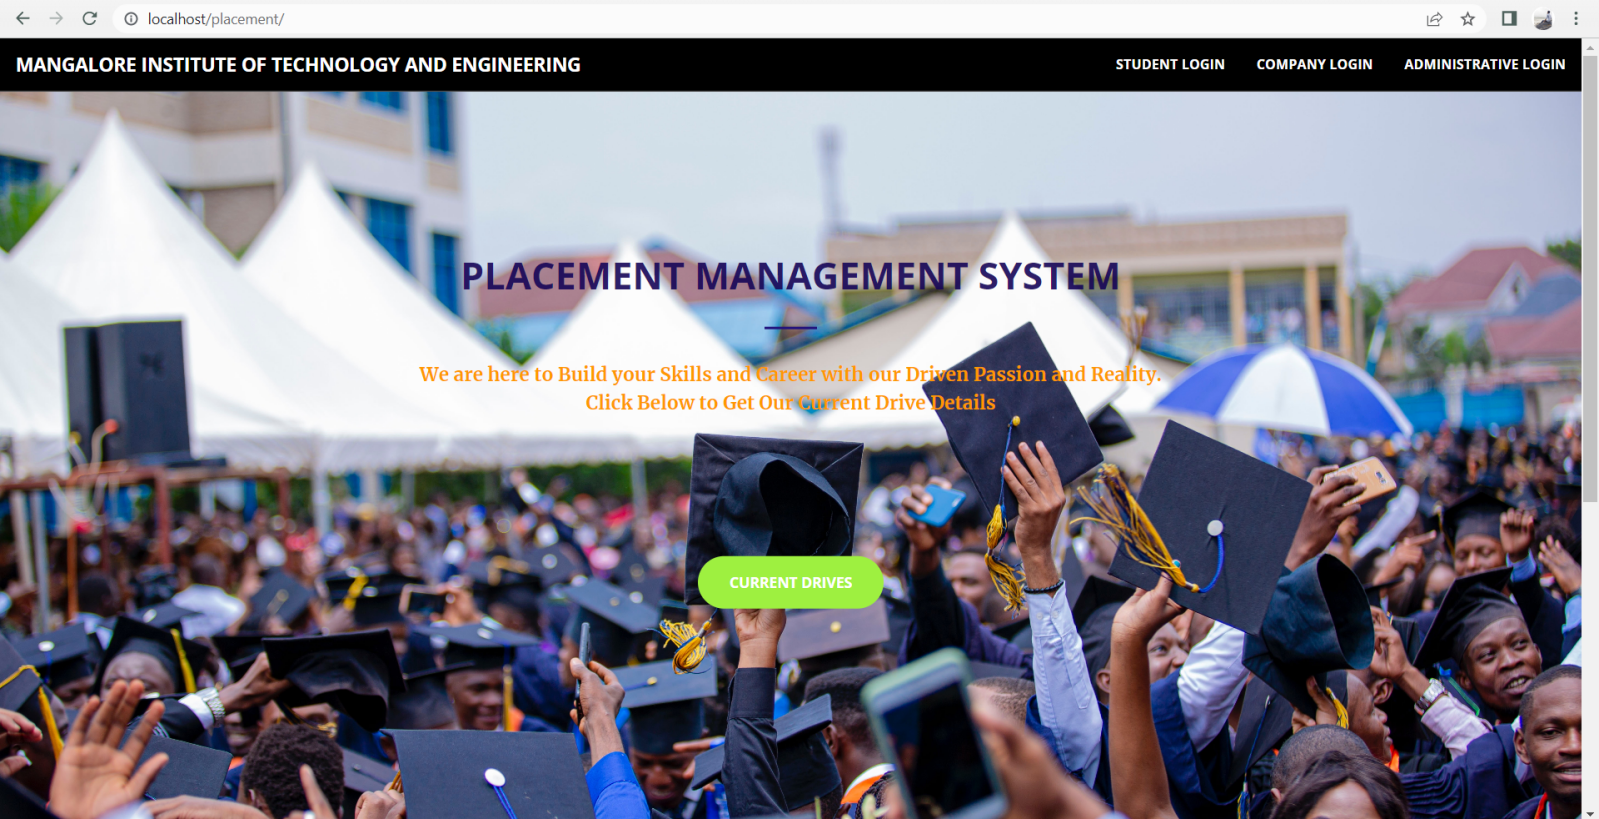 localhost/placement/
MANGALORE INSTITUTE OF TECHNOLOGY AND ENGINEERING
STUDENT LOGIN
COMPANY LOGIN
ADMINISTRATIVE LOGIN
PLACEMENT MANAGEMENT SYSTEM
We are here to Build your Skills and Career with our Driven Passion and Reality.
Click Below to Get Our Current Drive Details
CURRENT DRIVES